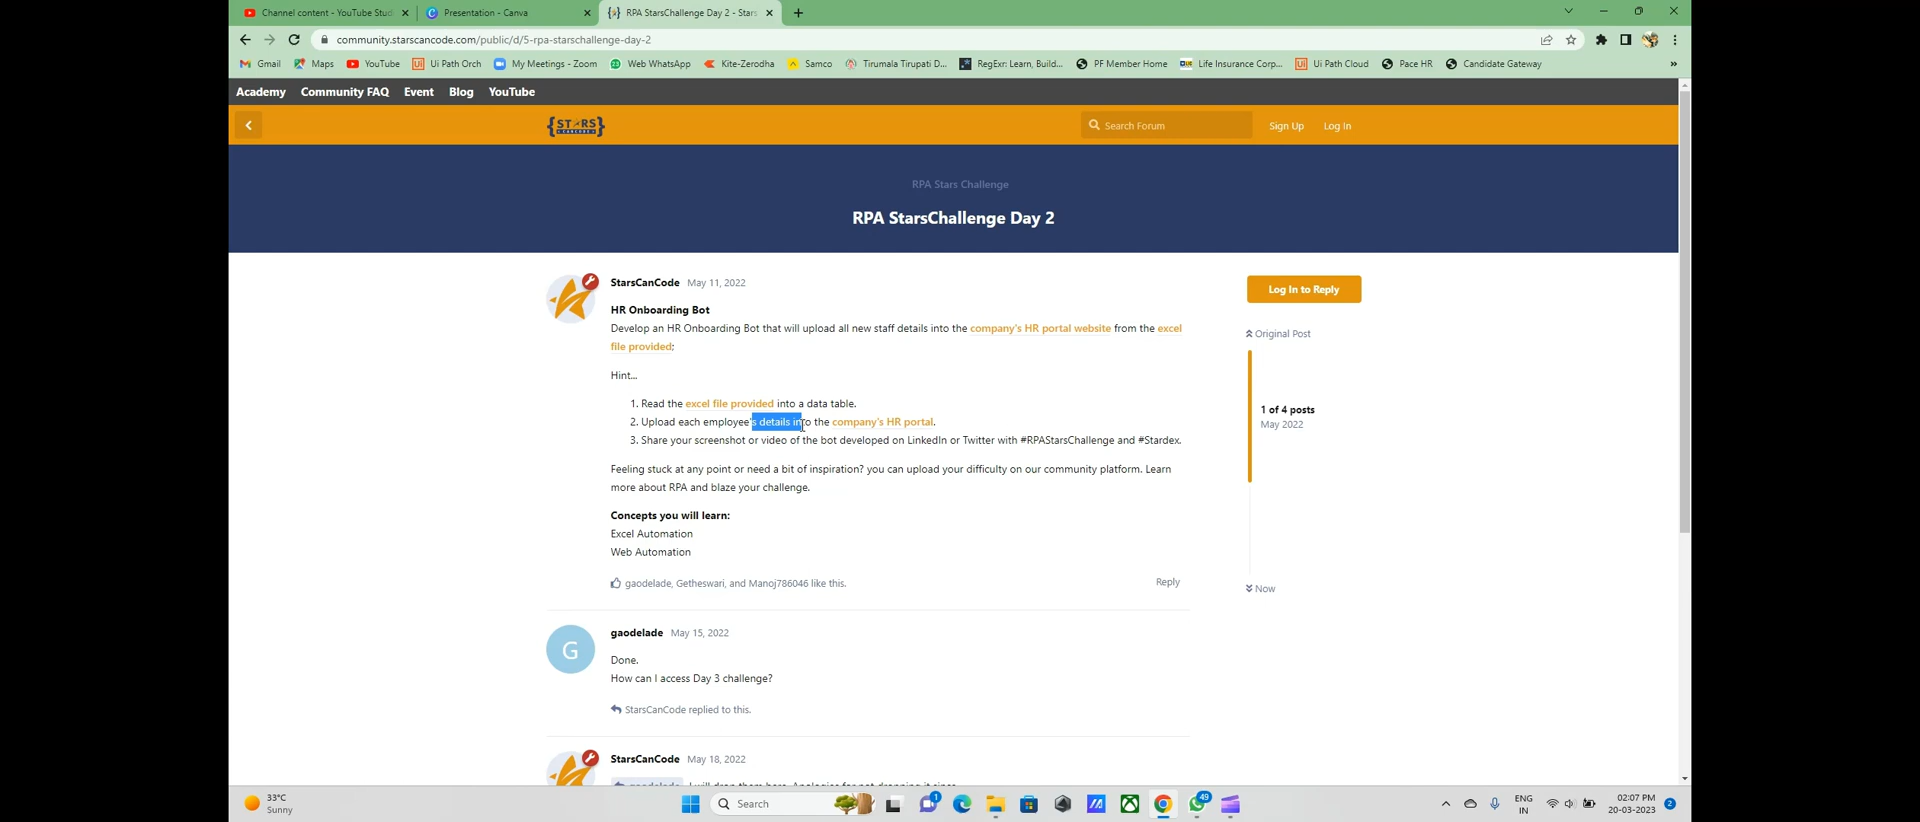 Channel content - YouTube Stud
Presentation - Canva
RPA StarsChallenge Day 2 - Stars
community.starscancode.com/public/d/5-rpa-starschallenge-day-2
Gmail Maps YouTube Ui Path Orch My Meetings - Zoom Web WhatsApp Kite-Zerodha Samco Tirumala Tirupati D... RegExr: Learn, Build... PF Member Home Life Insurance Corp... Ui Path Cloud Pace HR Candidate Gateway »
Academy Community FAQ Event Blog YouTube
{STARS CANCODE} Search Forum Sign Up Log In
RPA Stars Challenge
RPA StarsChallenge Day 2
StarsCanCode May 11, 2022
Log In to Reply
HR Onboarding Bot
Develop an HR Onboarding Bot that will upload all new staff details into the company's HR portal website from the excel
file provided;
Original Post
Hint...
1. Read the excel file provided into a data table.
2. Upload each employee's details into the company's HR portal.
3. Share your screenshot or video of the bot developed on LinkedIn or Twitter with #RPAStarsChallenge and #Stardex.
1 of 4 posts
May 2022
Feeling stuck at any point or need a bit of inspiration? you can upload your difficulty on our community platform. Learn
more about RPA and blaze your challenge.
Concepts you will learn:
Excel Automation
Web Automation
gaodelade, Getheswari, and Manoj786046 like this.
Reply
Now
G
gaodelade May 15, 2022
Done.
How can I access Day 3 challenge?
StarsCanCode replied to this.
StarsCanCode May 18, 2022
33°C
Sunny
Search
1
49
ENG
IN
02:07 PM
20-03-2023
2